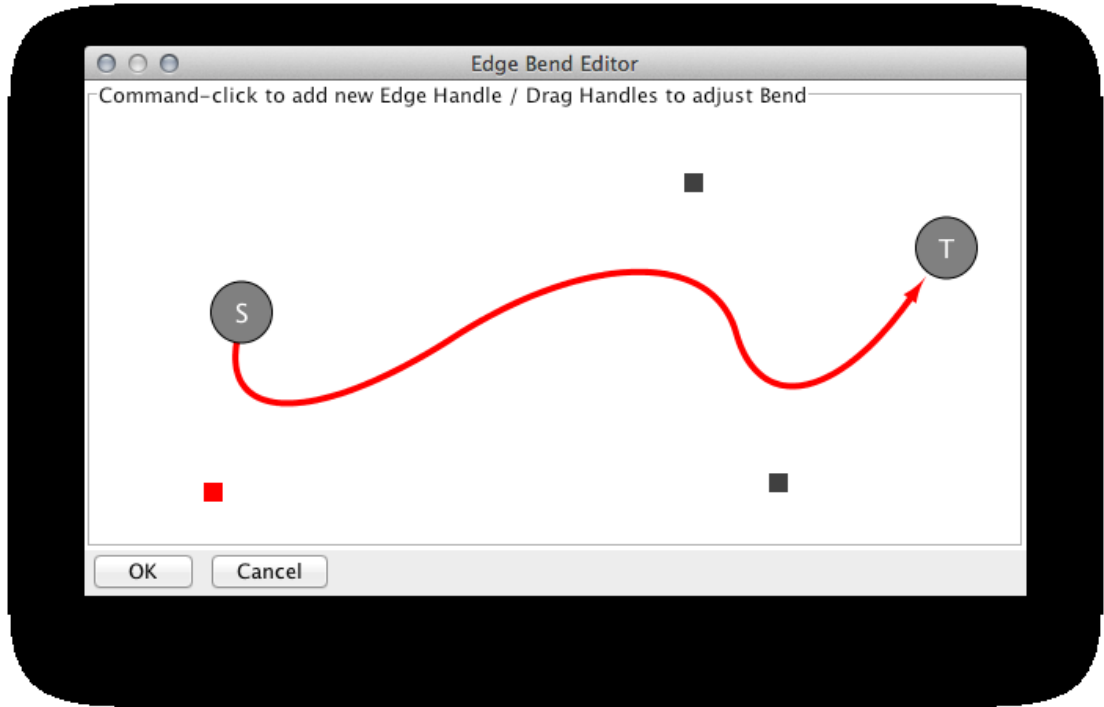 Edge Bend Editor
Command-click to add new Edge Handle / Drag Handles to adjust Bend
T
S
OK
Cancel